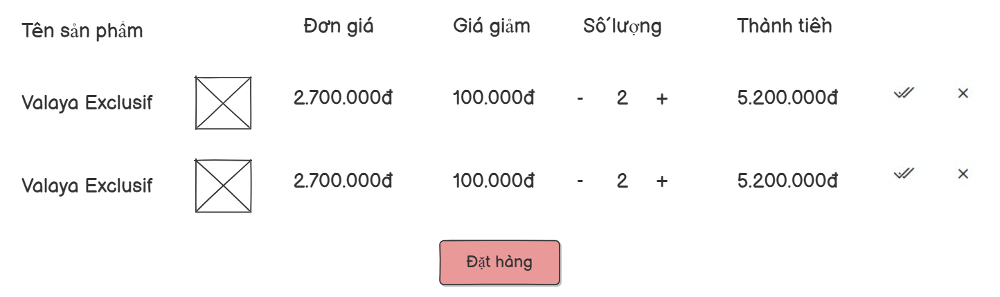 Tên sản phẩm Đơn giá Giá giảm Số lượng Thành tiền
Valaya Exclusif 2.700.000đ 100.000đ - 2 + 5.200.000đ
Valaya Exclusif 2.700.000đ 100.000đ - 2 + 5.200.000đ
Đặt hàng